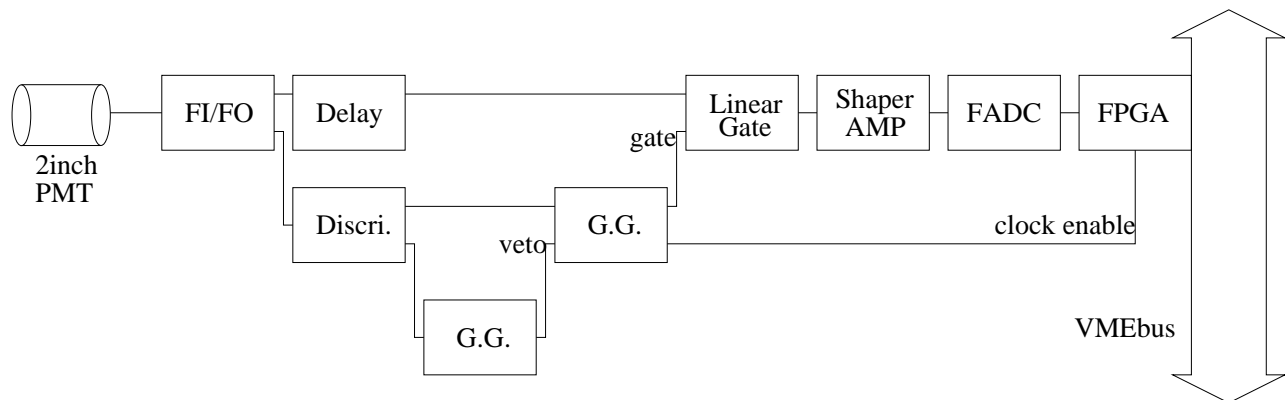 FI/FO
Delay
Linear
Gate
Shaper
AMP
FADC
FPGA
gate
2inch
PMT
Discri.
veto
G.G.
clock enable
G.G.
VMEbus